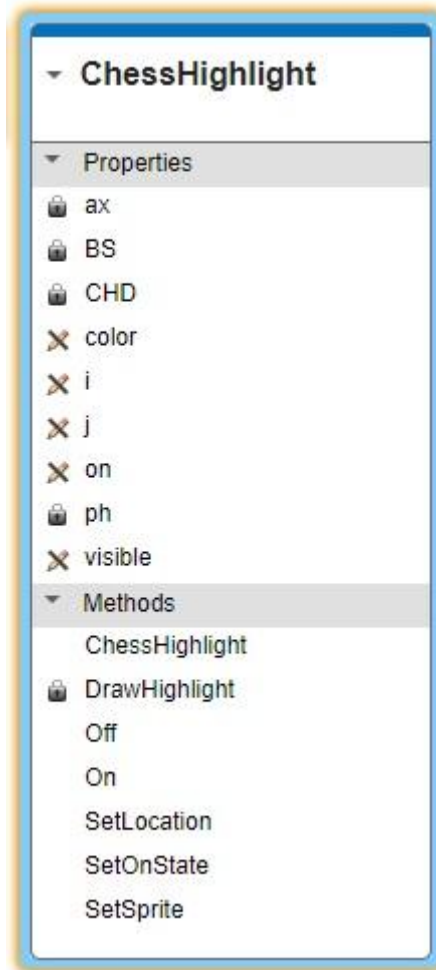 ChessHighlight
Properties
ax
BS
CHD
color
i
j
on
ph
visible
Methods
ChessHighlight
DrawHighlight
Off
On
SetLocation
SetOnState
SetSprite